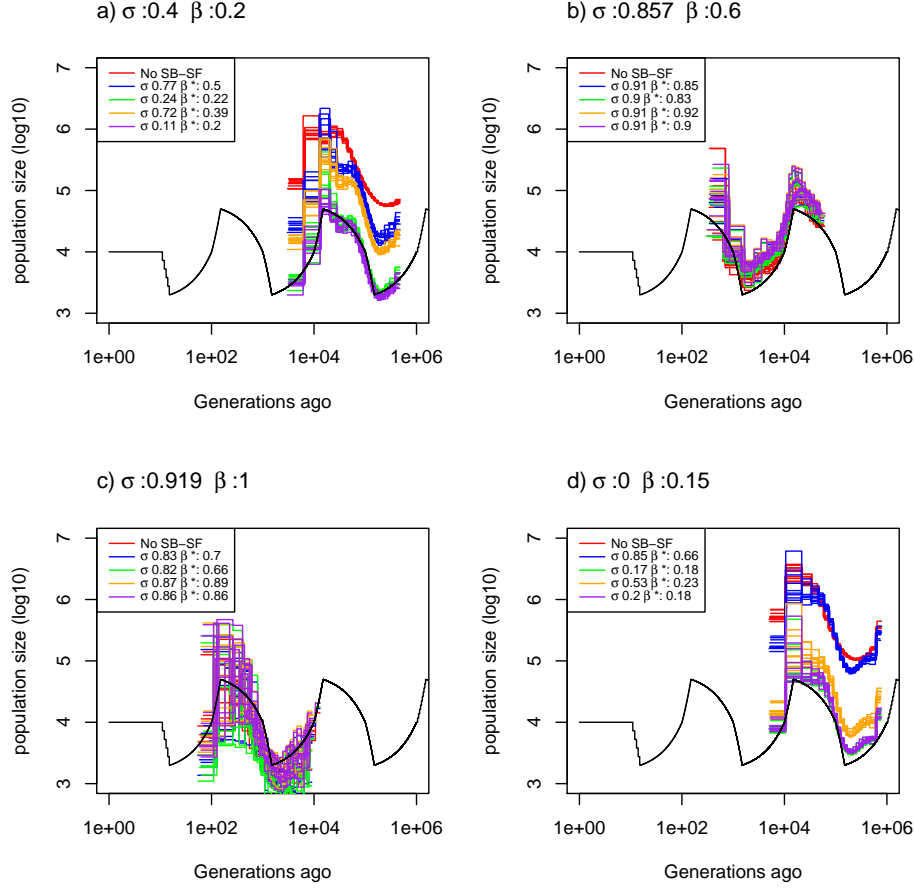 a) σ :0.4 β :0.2
population size (log10)
7
6
5
4
3
No SB−SF
σ 0.77 β *: 0.5
σ 0.24 β *: 0.22
σ 0.72 β *: 0.39
σ 0.11 β *: 0.2
1e+00 1e+02 1e+04 1e+06
Generations ago
b) σ :0.857 β :0.6
population size (log10)
7
6
5
4
3
No SB−SF
σ 0.91 β *: 0.85
σ 0.9 β *: 0.83
σ 0.91 β *: 0.92
σ 0.91 β *: 0.9
1e+00 1e+02 1e+04 1e+06
Generations ago
c) σ :0.919 β :1
population size (log10)
7
6
5
4
3
No SB−SF
σ 0.83 β *: 0.7
σ 0.82 β *: 0.66
σ 0.87 β *: 0.89
σ 0.86 β *: 0.86
1e+00 1e+02 1e+04 1e+06
Generations ago
d) σ :0 β :0.15
population size (log10)
7
6
5
4
3
No SB−SF
σ 0.85 β *: 0.66
σ 0.17 β *: 0.18
σ 0.53 β *: 0.23
σ 0.2 β *: 0.18
1e+00 1e+02 1e+04 1e+06
Generations ago